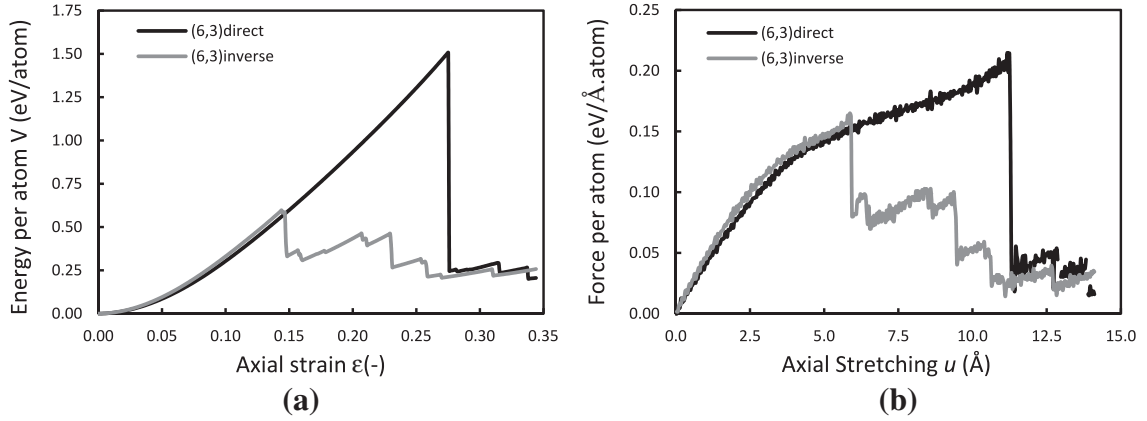 1.75
1.50
1.25
1.00
0.75
0.50
0.25
0.00
Energy per atom V (eV/atom)
(6,3)direct
(6,3)inverse
0.00 0.05 0.10 0.15 0.20 0.25 0.30 0.35
Axial strain ε(-)
(a)
0.25
0.20
0.15
0.10
0.05
0.00
Force per atom (eV/Å.atom)
(6,3)direct
(6,3)inverse
0.0 2.5 5.0 7.5 10.0 12.5 15.0
Axial Stretching u (Å)
(b)